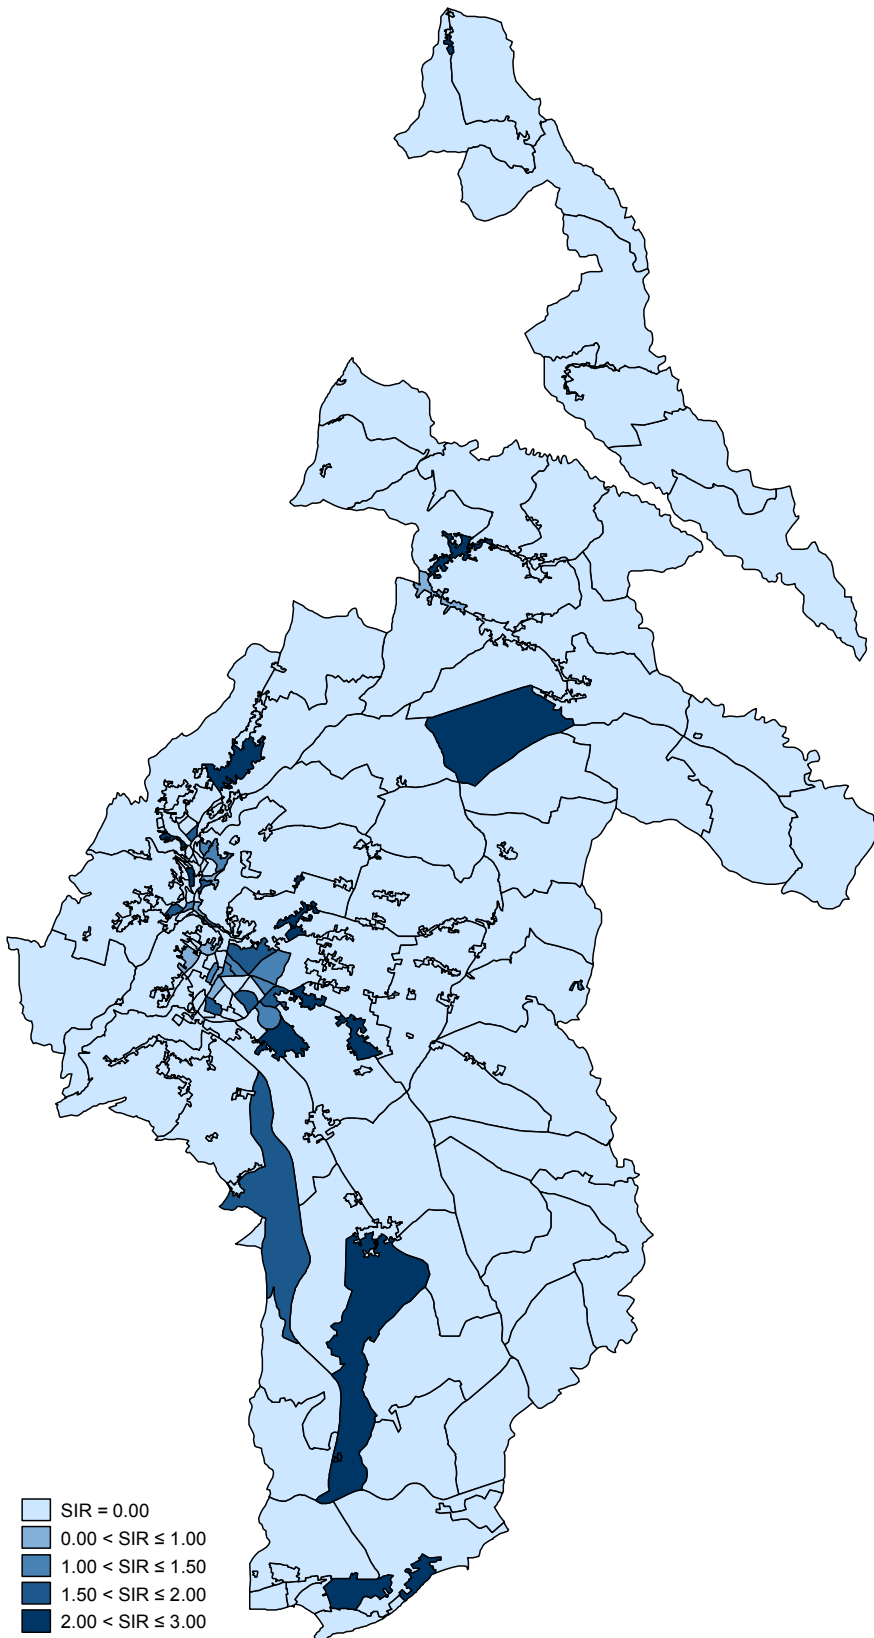 SIR = 0.00
0.00 < SIR ≤ 1.00
1.00 < SIR ≤ 1.50
1.50 < SIR ≤ 2.00
2.00 < SIR ≤ 3.00